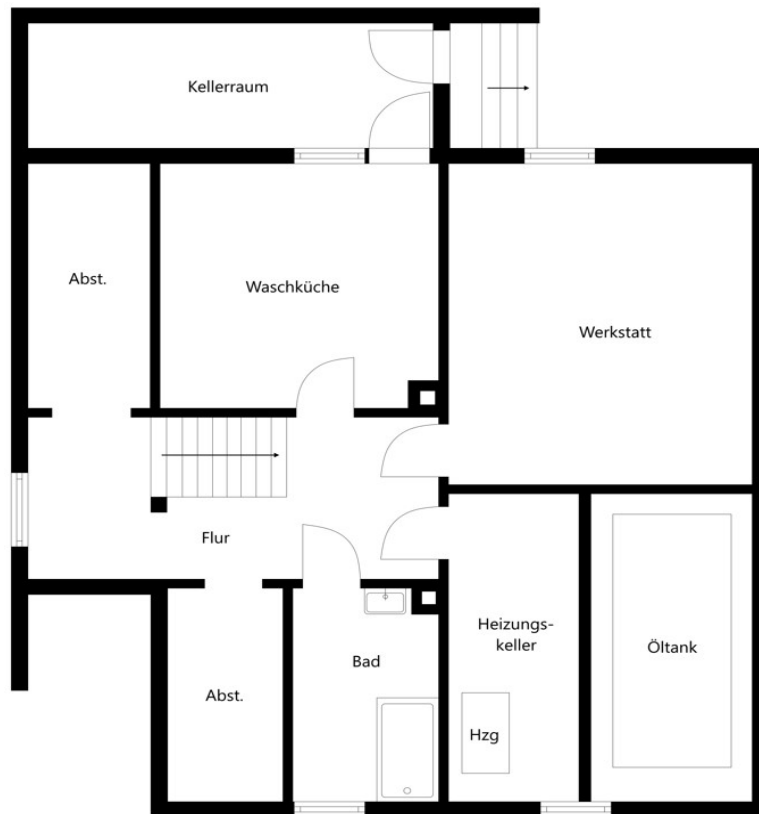 Kellerraum
Abst.
Waschküche
Werkstatt
Flur
Heizungs-
keller
Öltank
Bad
Abst.
Hzg